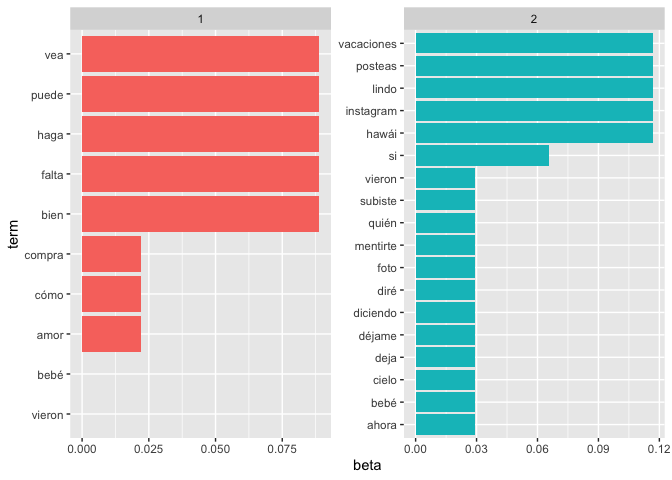 1
2
term
vea
puede
haga
falta
bien
compra
cómo
amor
bebé
vieron
0.000
0.025
0.050
0.075
vacaciones
posteas
lindo
instagram
hawái
si
vieron
subiste
quién
mentirte
foto
diré
diciendo
déjame
deja
cielo
bebé
ahora
0.00
0.03
0.06
0.09
0.12
beta